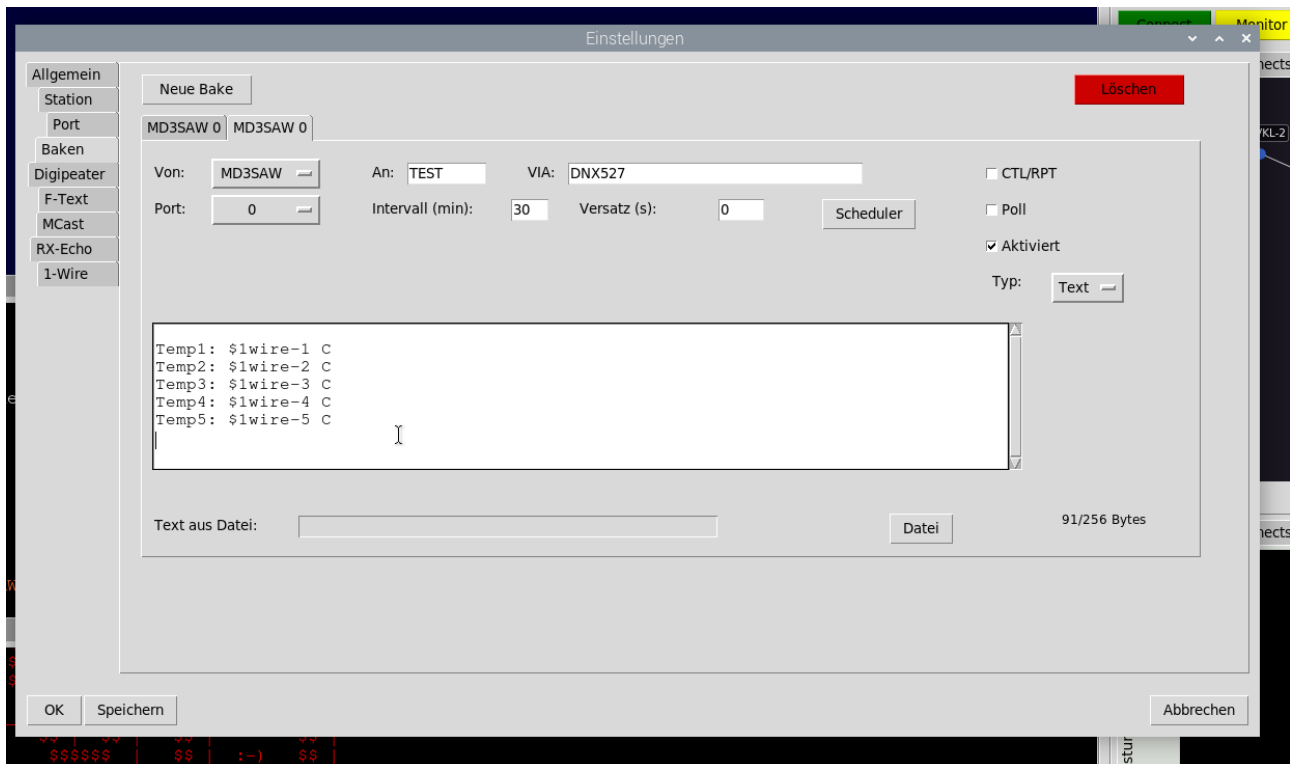 Connect Monitor
Einstellungen
Allgemein
Station
Port
Baken
Digipeater
F-Text
MCast
RX-Echo
1-Wire
Neue Bake
Löschen
MD3SAW 0 MD3SAW 0
Von: MD3SAW An: TEST VIA: DNX527
CTL/RPT
Port: 0 Intervall (min): 30 Versatz (s): 0 Scheduler
Poll
Aktiviert
Typ: Text
Temp1: $1wire-1 C
Temp2: $1wire-2 C
Temp3: $1wire-3 C
Temp4: $1wire-4 C
Temp5: $1wire-5 C
Text aus Datei: Datei 91/256 Bytes
OK Speichern Abbrechen
$$$$$$ $$ | :-) $$ |